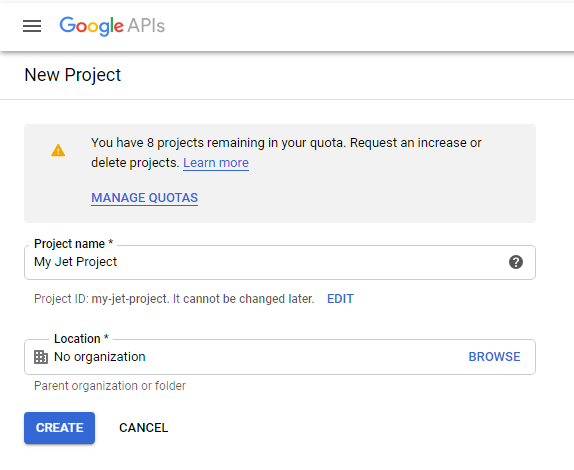 Google APIs
New Project
You have 8 projects remaining in your quota. Request an increase or
delete projects. Learn more
MANAGE QUOTAS
Project name *
My Jet Project
Project ID: my-jet-project. It cannot be changed later. EDIT
Location *
No organization BROWSE
Parent organization or folder
CREATE CANCEL